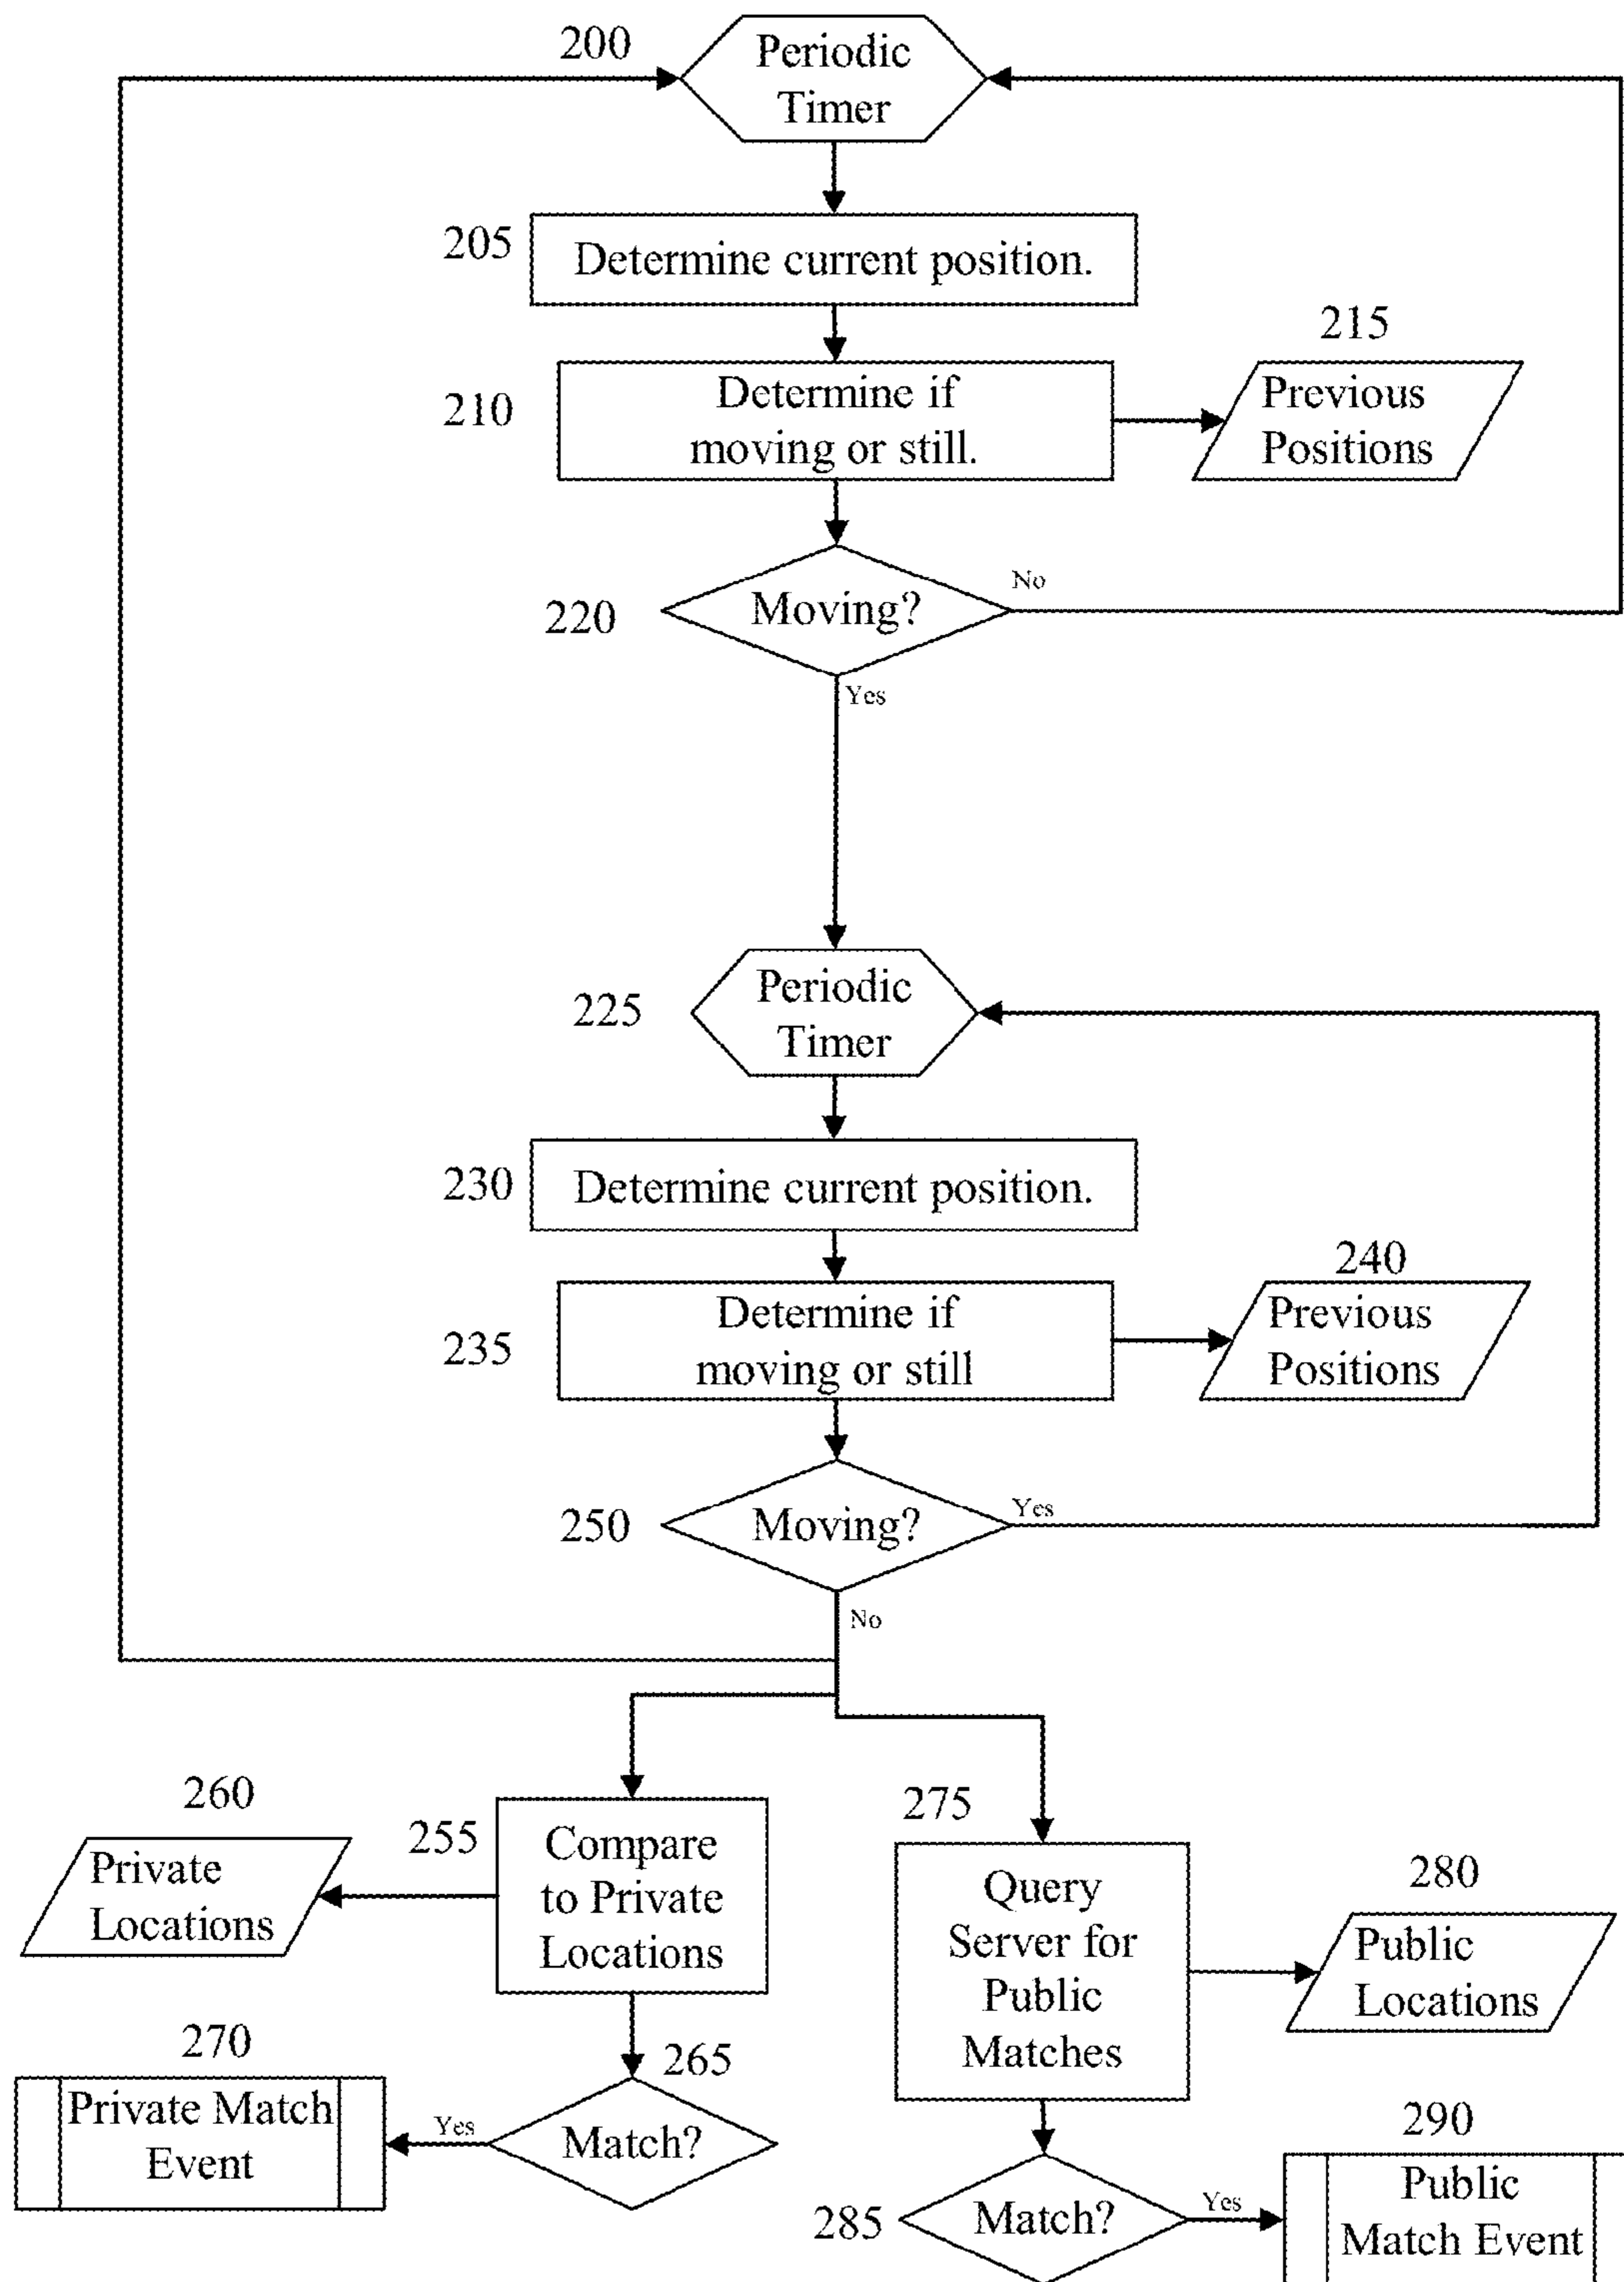 200
Periodic
Timer
205
Determine current position.
215
210
Determine if
moving or still.
Previous
Positions
220
Moving?
No
Yes
225
Periodic
Timer
230
Determine current position.
240
235
Determine if
moving or still
Previous
Positions
250
Moving?
Yes
No
260
Private
Locations
255
Compare
to Private
Locations
275
Query
Server for
Public
Matches
280
Public
Locations
270
Private Match
Event
Yes
265
Match?
285
Match?
Yes
290
Public
Match Event